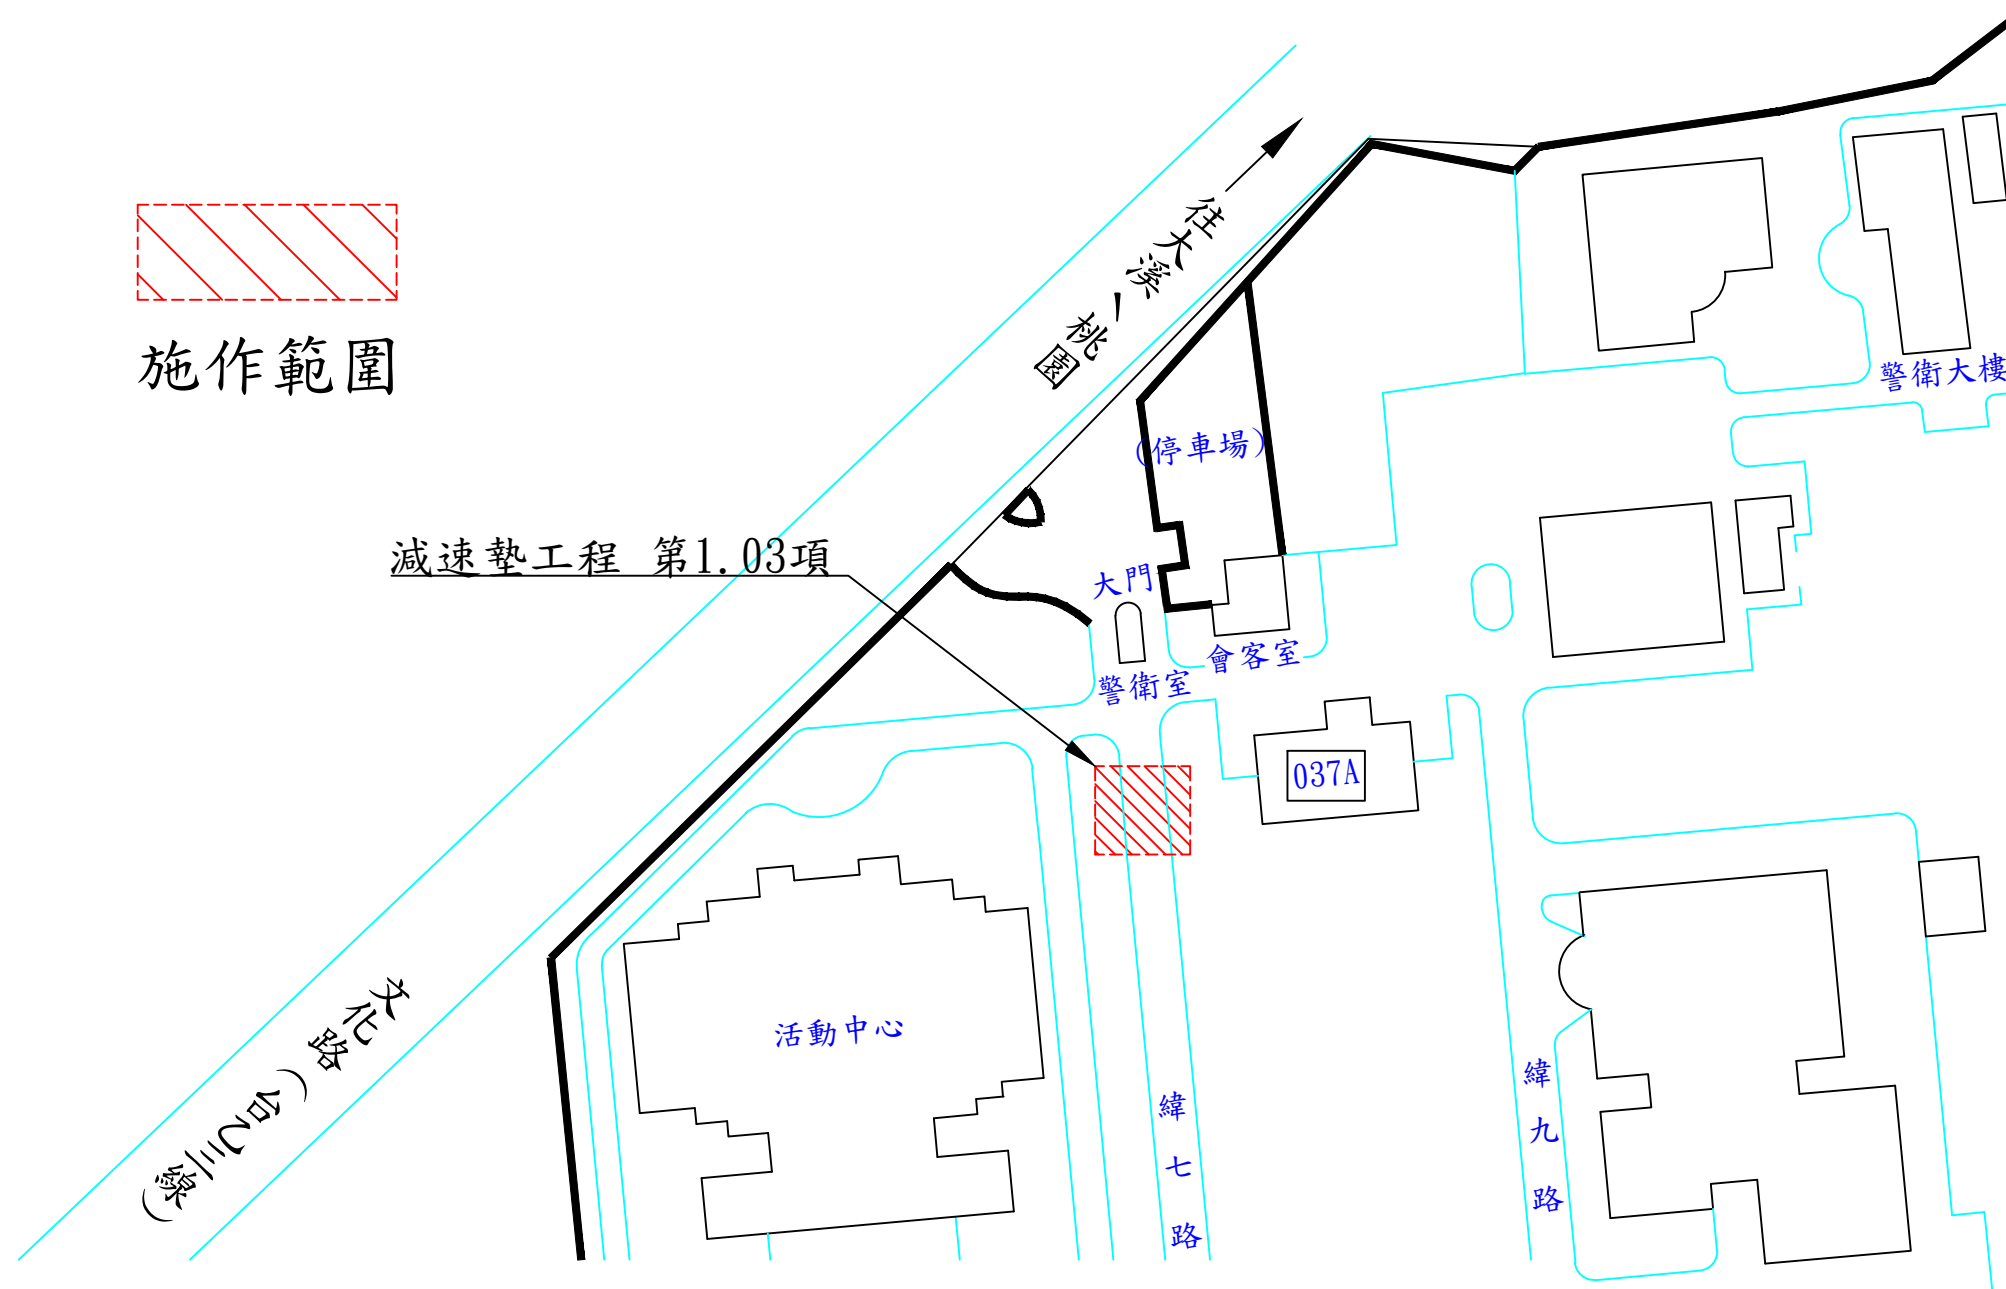 往大溪、桃園
施作範圍
警衛大樓
(停車場)
減速墊工程 第1.03項
大門
會客室
警衛室
037A
文化路(台乙三線)
活動中心
緯七路
緯九路